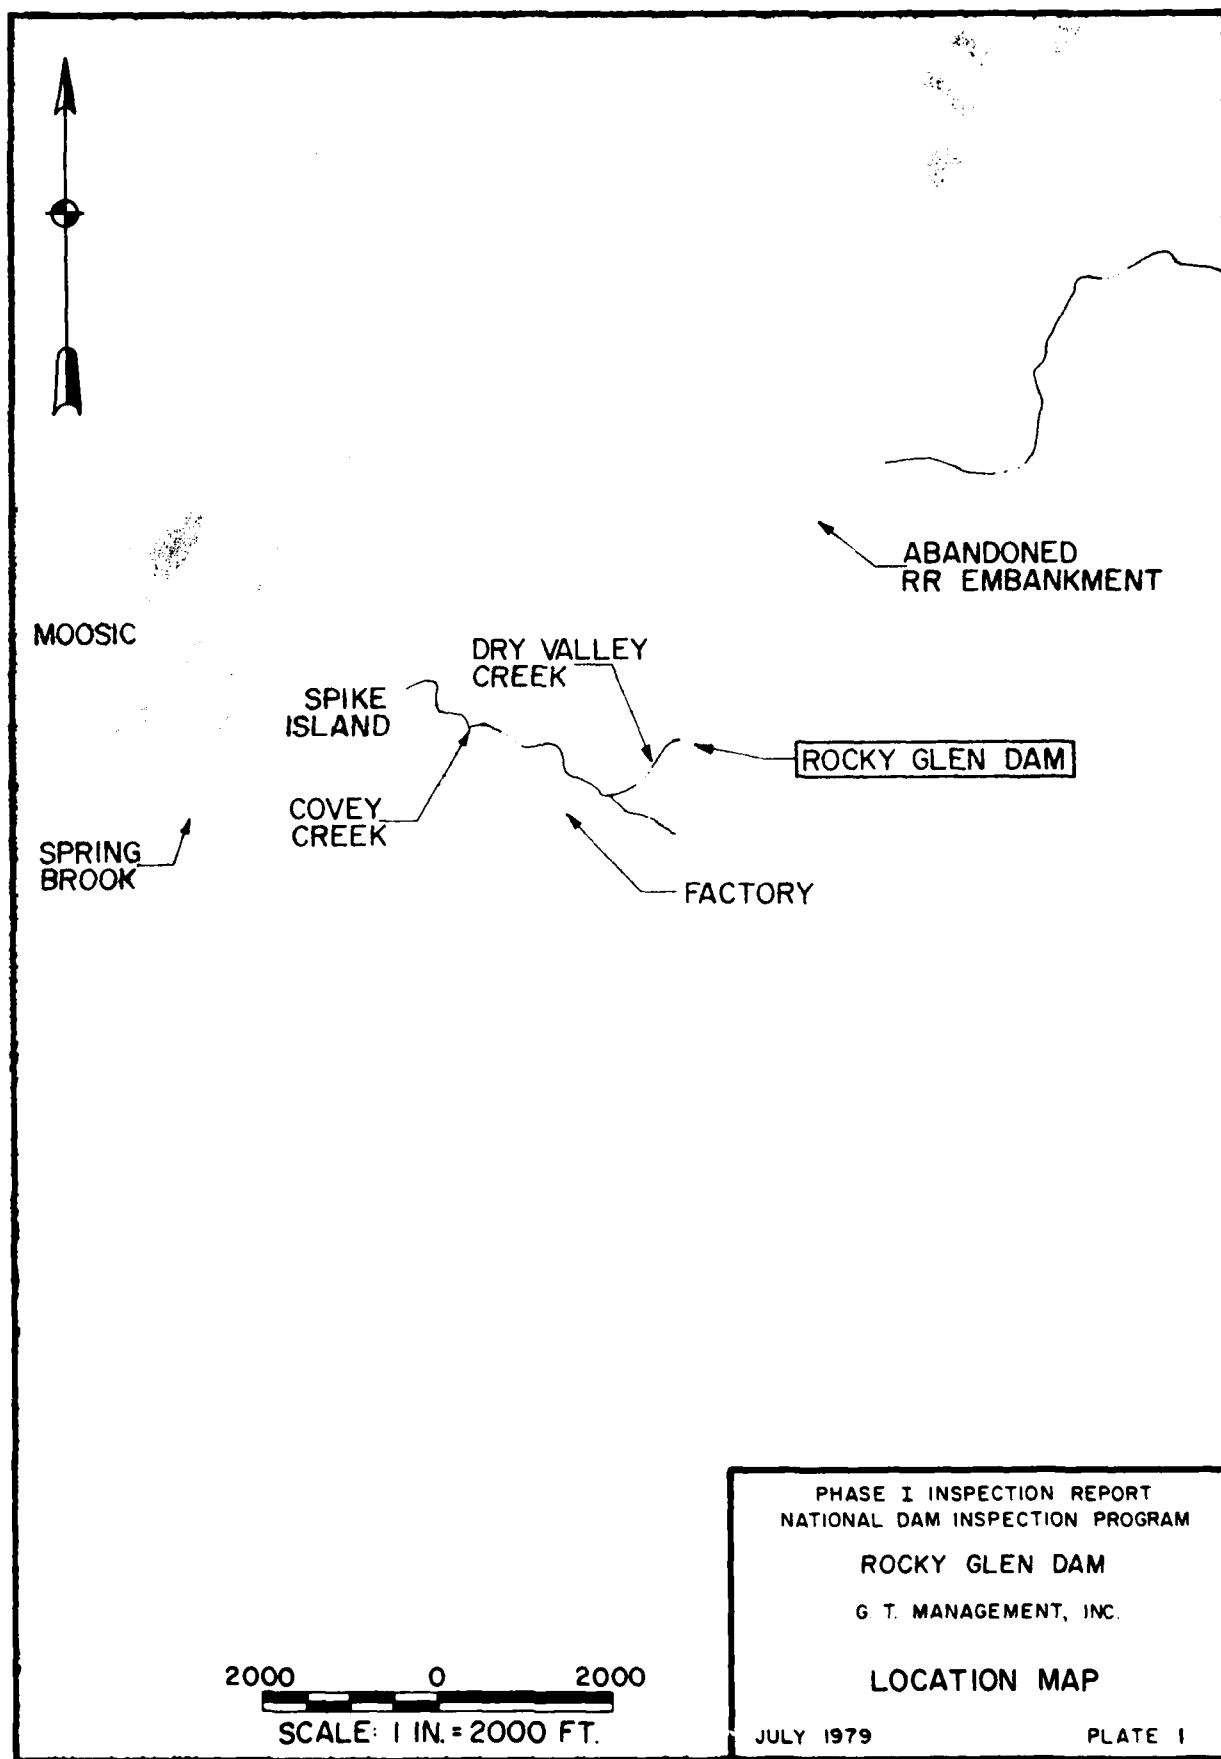 ABANDONED
RR EMBANKMENT
MOOSIC
DRY VALLEY
CREEK
SPIKE
ISLAND
ROCKY GLEN DAM
COVEY
CREEK
SPRING
BROOK
FACTORY
PHASE I INSPECTION REPORT
NATIONAL DAM INSPECTION PROGRAM
ROCKY GLEN DAM
G. T. MANAGEMENT, INC.
LOCATION MAP
JULY 1979 PLATE 1
2000 0 2000
SCALE: 1 IN. = 2000 FT.